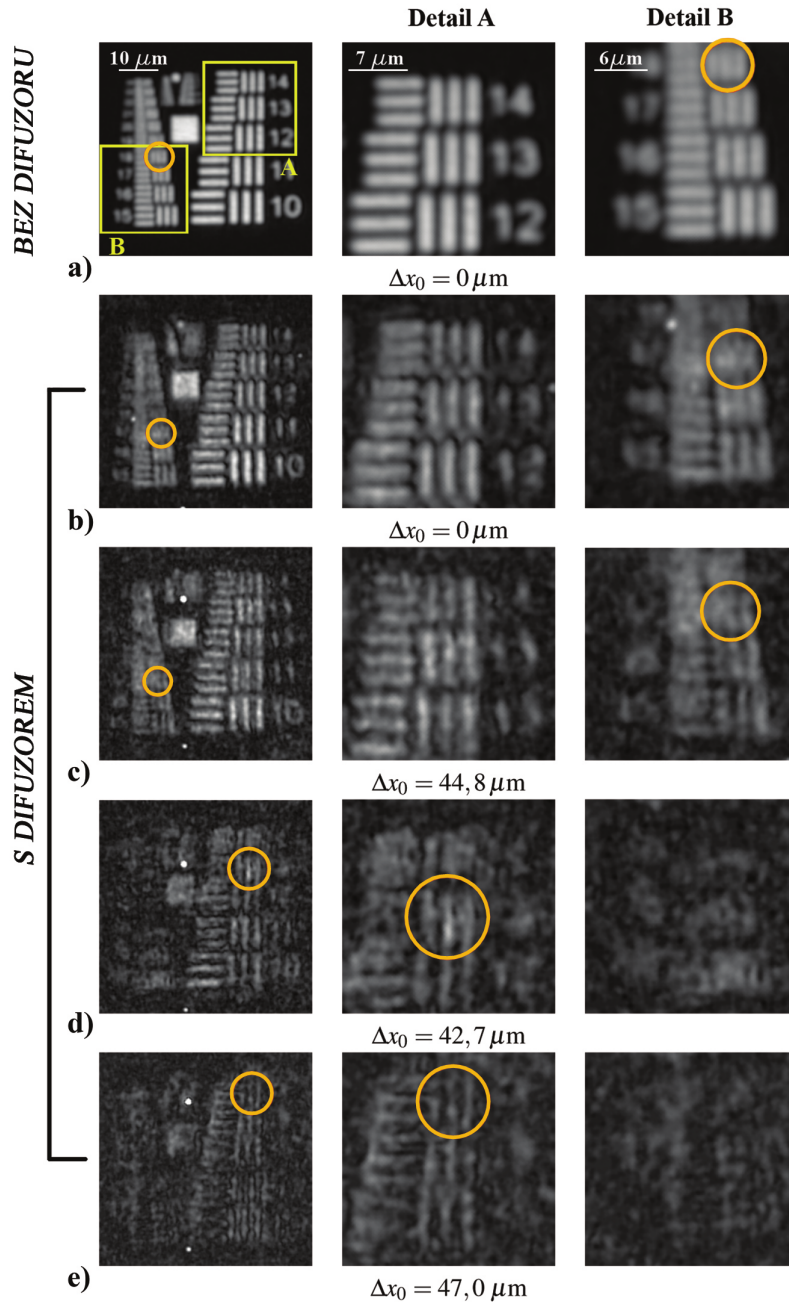 Detail A
Detail B
BEZ DIFUZORU
10 μm
14
13
12
11
10
A
17
16
15
B
7 μm
14
13
12
6 μm
17
16
15
a)
Δx₀ = 0 μm
S DIFUZOREM
10
b)
Δx₀ = 0 μm
c)
Δx₀ = 44,8 μm
d)
Δx₀ = 42,7 μm
e)
Δx₀ = 47,0 μm